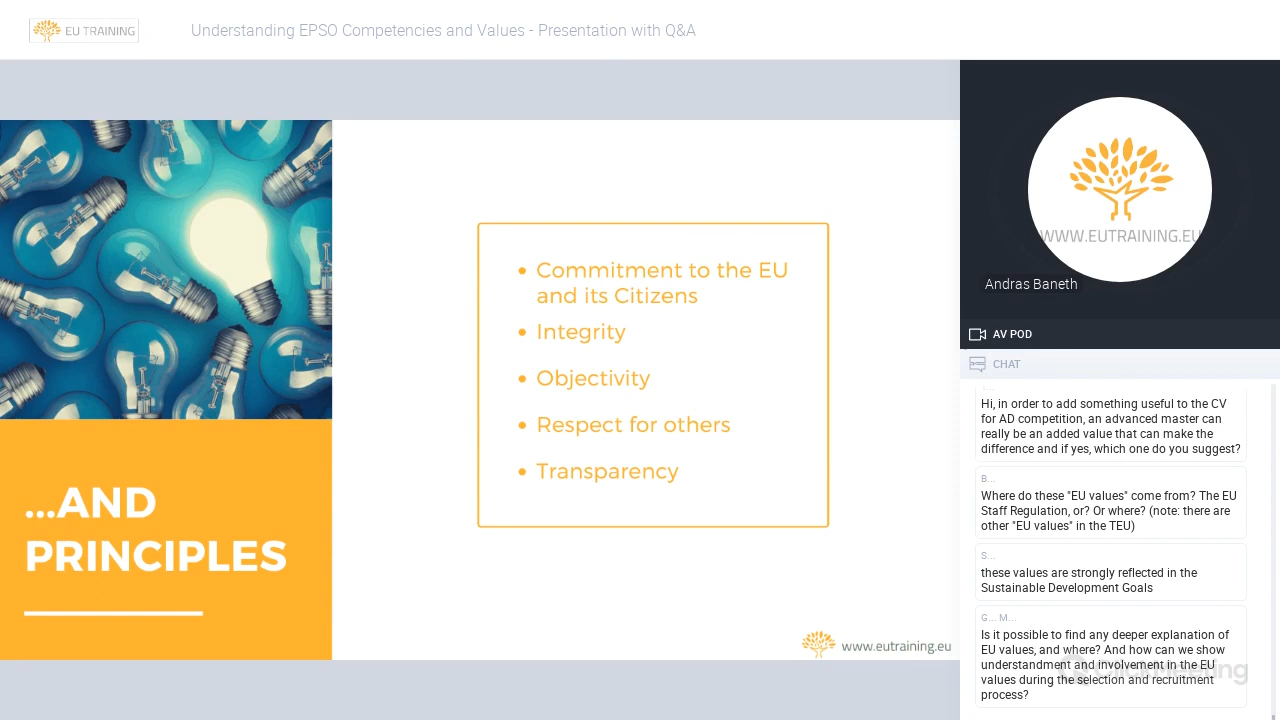 EU TRAINING
Understanding EPSO Competencies and Values - Presentation with Q&A
...AND
PRINCIPLES
• Commitment to the EU
and its Citizens
• Integrity
• Objectivity
• Respect for others
• Transparency
www.eutraining.eu
WWW.EUTRAINING.EU
Andras Baneth
AV POD
CHAT
Hi, in order to add something useful to the CV
for AD competition, an advanced master can
really be an added value that can make the
difference and if yes, which one do you suggest?
B...
Where do these "EU values" come from? The EU
Staff Regulation, or? Or where? (note: there are
other "EU values" in the TEU)
S...
these values are strongly reflected in the
Sustainable Development Goals
G... M...
Is it possible to find any deeper explanation of
EU values, and where? And how can we show
understandment and involvement in the EU
values during the selection and recruitment
process?
ClickMeeting